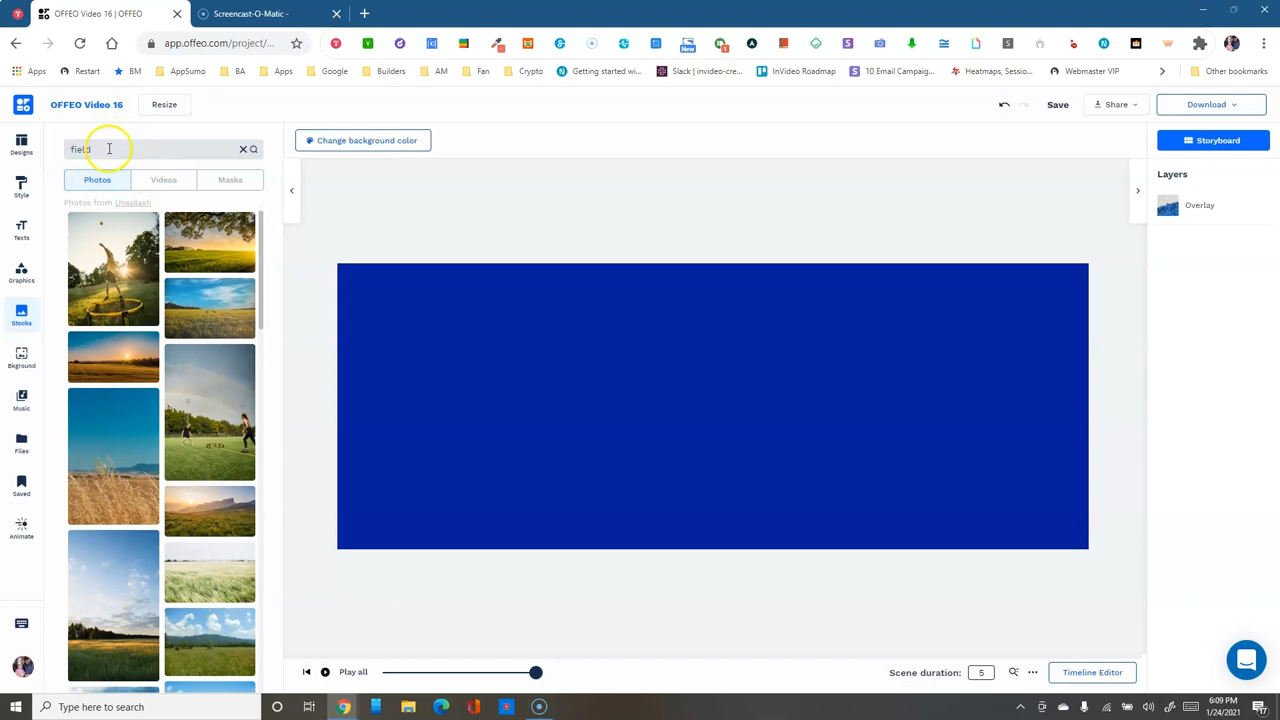 OFFEO Video 16 | OFFEO
Screencast-O-Matic -
app.offeo.com/project/...
New
1
Apps
Restart
BM
AppSumo
BA
Apps
Google
Builders
AM
Fan
Crypto
Getting started wi...
Slack | invideo-cre...
InVideo Roadmap
10 Email Campaig...
Heatmaps, Sessio...
Webmaster VIP
Other bookmarks
OFFEO Video 16
Resize
Save
Share
Download
Designs
Style
Texts
Graphics
Stocks
Bkground
Music
Files
Saved
Animate
field
Photos
Videos
Masks
Photos from Unsplash
Change background color
Storyboard
Layers
Overlay
Play all
Scene duration:
5
Timeline Editor
Type here to search
6:09 PM
1/24/2021
17